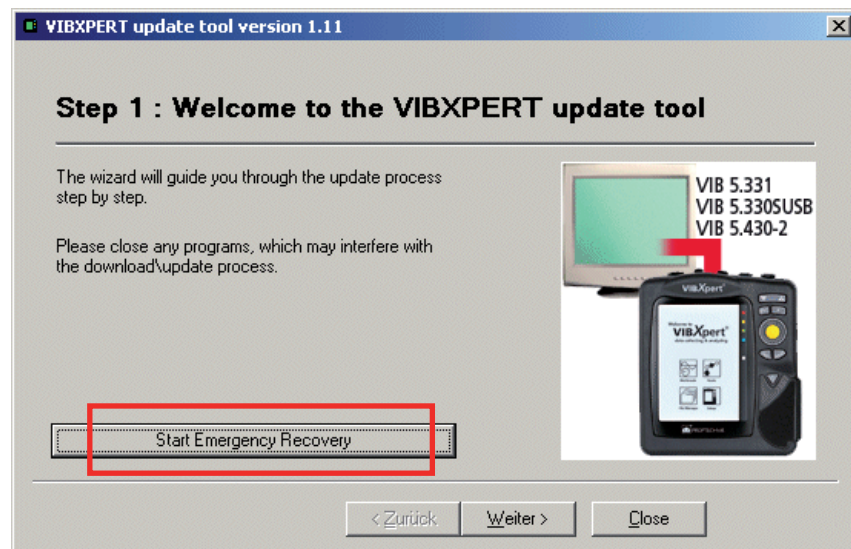 VIBXPERT update tool version 1.11
Step 1 : Welcome to the VIBXPERT update tool
The wizard will guide you through the update process
step by step.
Please close any programs, which may interfere with
the download\update process.
VIB 5.331
VIB 5.330SUSB
VIB 5.430-2
VIBXpert
VIBXpert
Start Emergency Recovery
< Zurück
Weiter >
Close